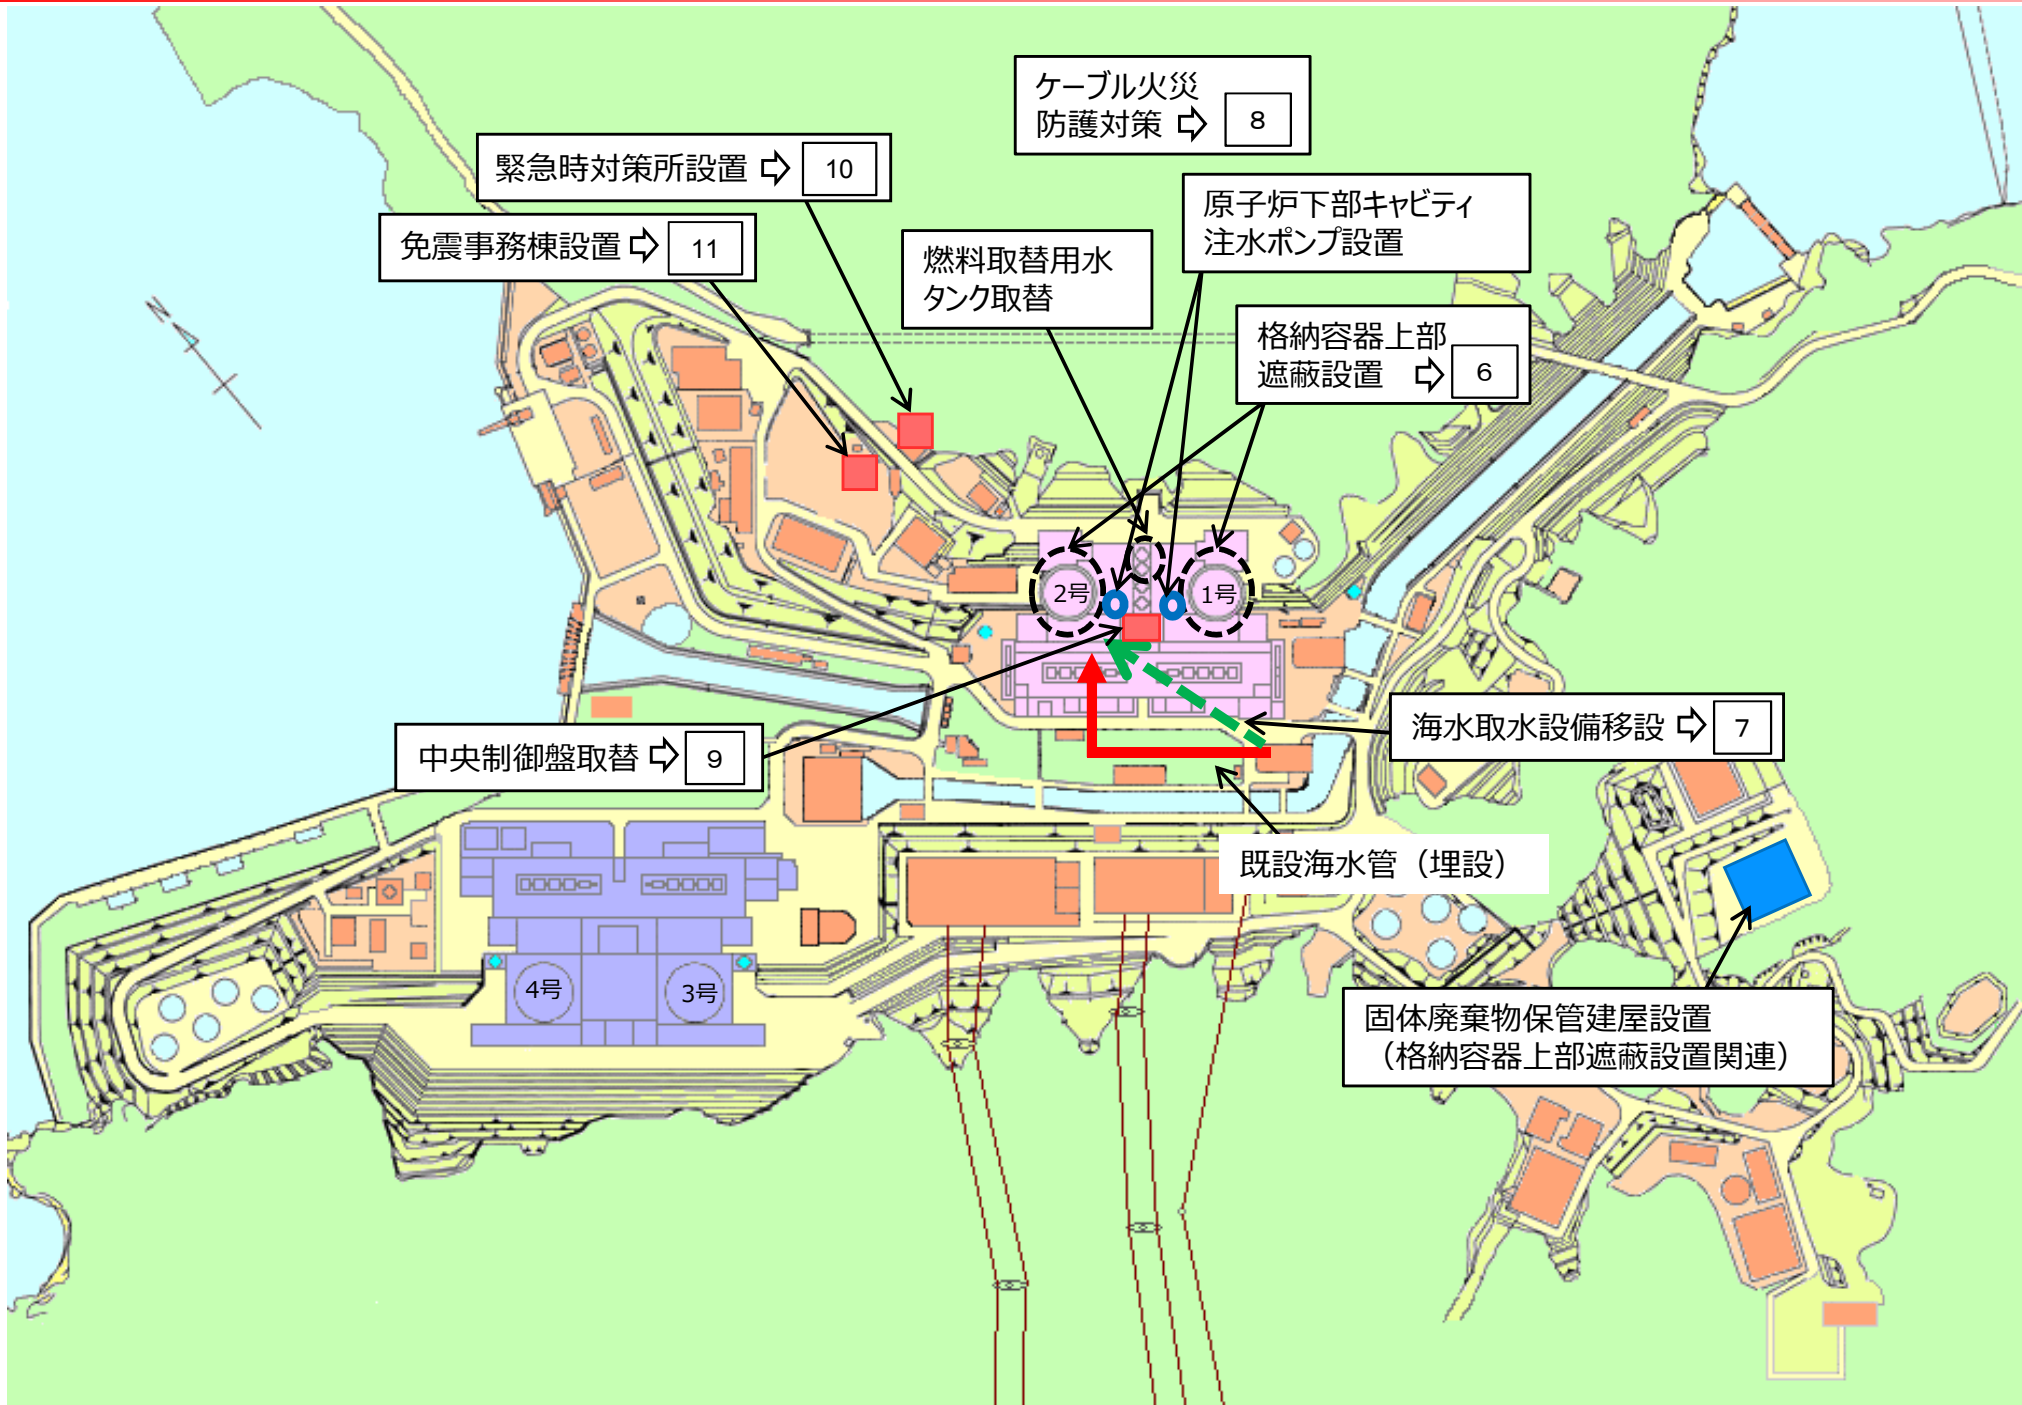 ケーブル火災
防護対策 ⇨ 8
緊急時対策所設置 ⇨ 10
免震事務棟設置 ⇨ 11
原子炉下部キャビティ
注水ポンプ設置
燃料取替用水
タンク取替
格納容器上部
遮蔽設置 ⇨ 6
N
2号
1号
中央制御盤取替 ⇨ 9
海水取水設備移設 ⇨ 7
既設海水管（埋設）
4号
3号
固体廃棄物保管建屋設置
（格納容器上部遮蔽設置関連）